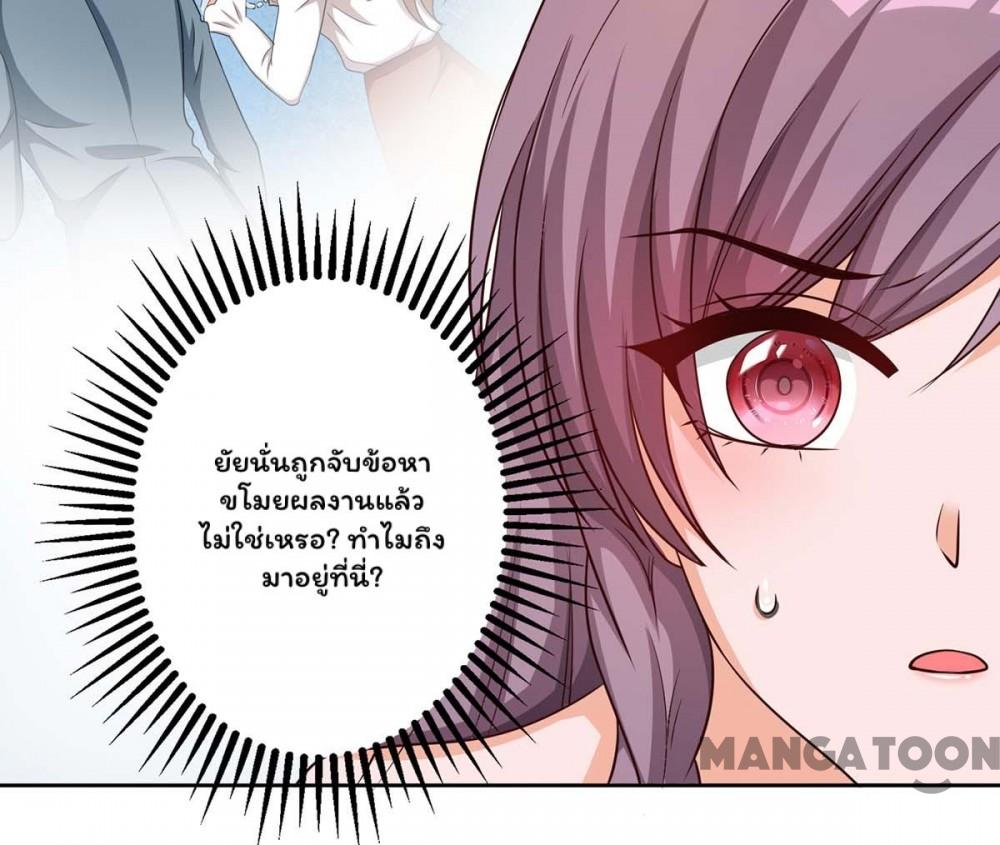 ยัยนั่นถูกจับข้อหา
ขโมยผลงานแล้ว
ไม่ใช่เหรอ? ทำไมถึง
มาอยู่ที่นี่?
MANGATOON